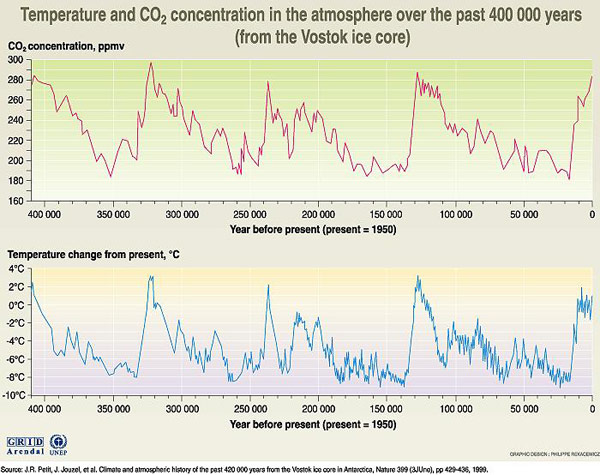 Temperature and CO₂ concentration in the atmosphere over the past 400 000 years
(from the Vostok ice core)
CO₂ concentration, ppmv
300
280
260
240
220
200
180
160
400 000 350 000 300 000 250 000 200 000 150 000 100 000 50 000 0
Year before present (present = 1950)
Temperature change from present, °C
4°C
2°C
0°C
-2°C
-4°C
-6°C
-8°C
-10°C
400 000 350 000 300 000 250 000 200 000 150 000 100 000 50 000 0
Year before present (present = 1950)
GRID
Arendal UNEP
GRAPHIC DESIGN : PHILIPPE REKACEWICZ
Source: J.R. Petit, J. Jouzel, et al. Climate and atmospheric history of the past 420 000 years from the Vostok ice core in Antarctica, Nature 399 (3JUne), pp 429-436, 1999.